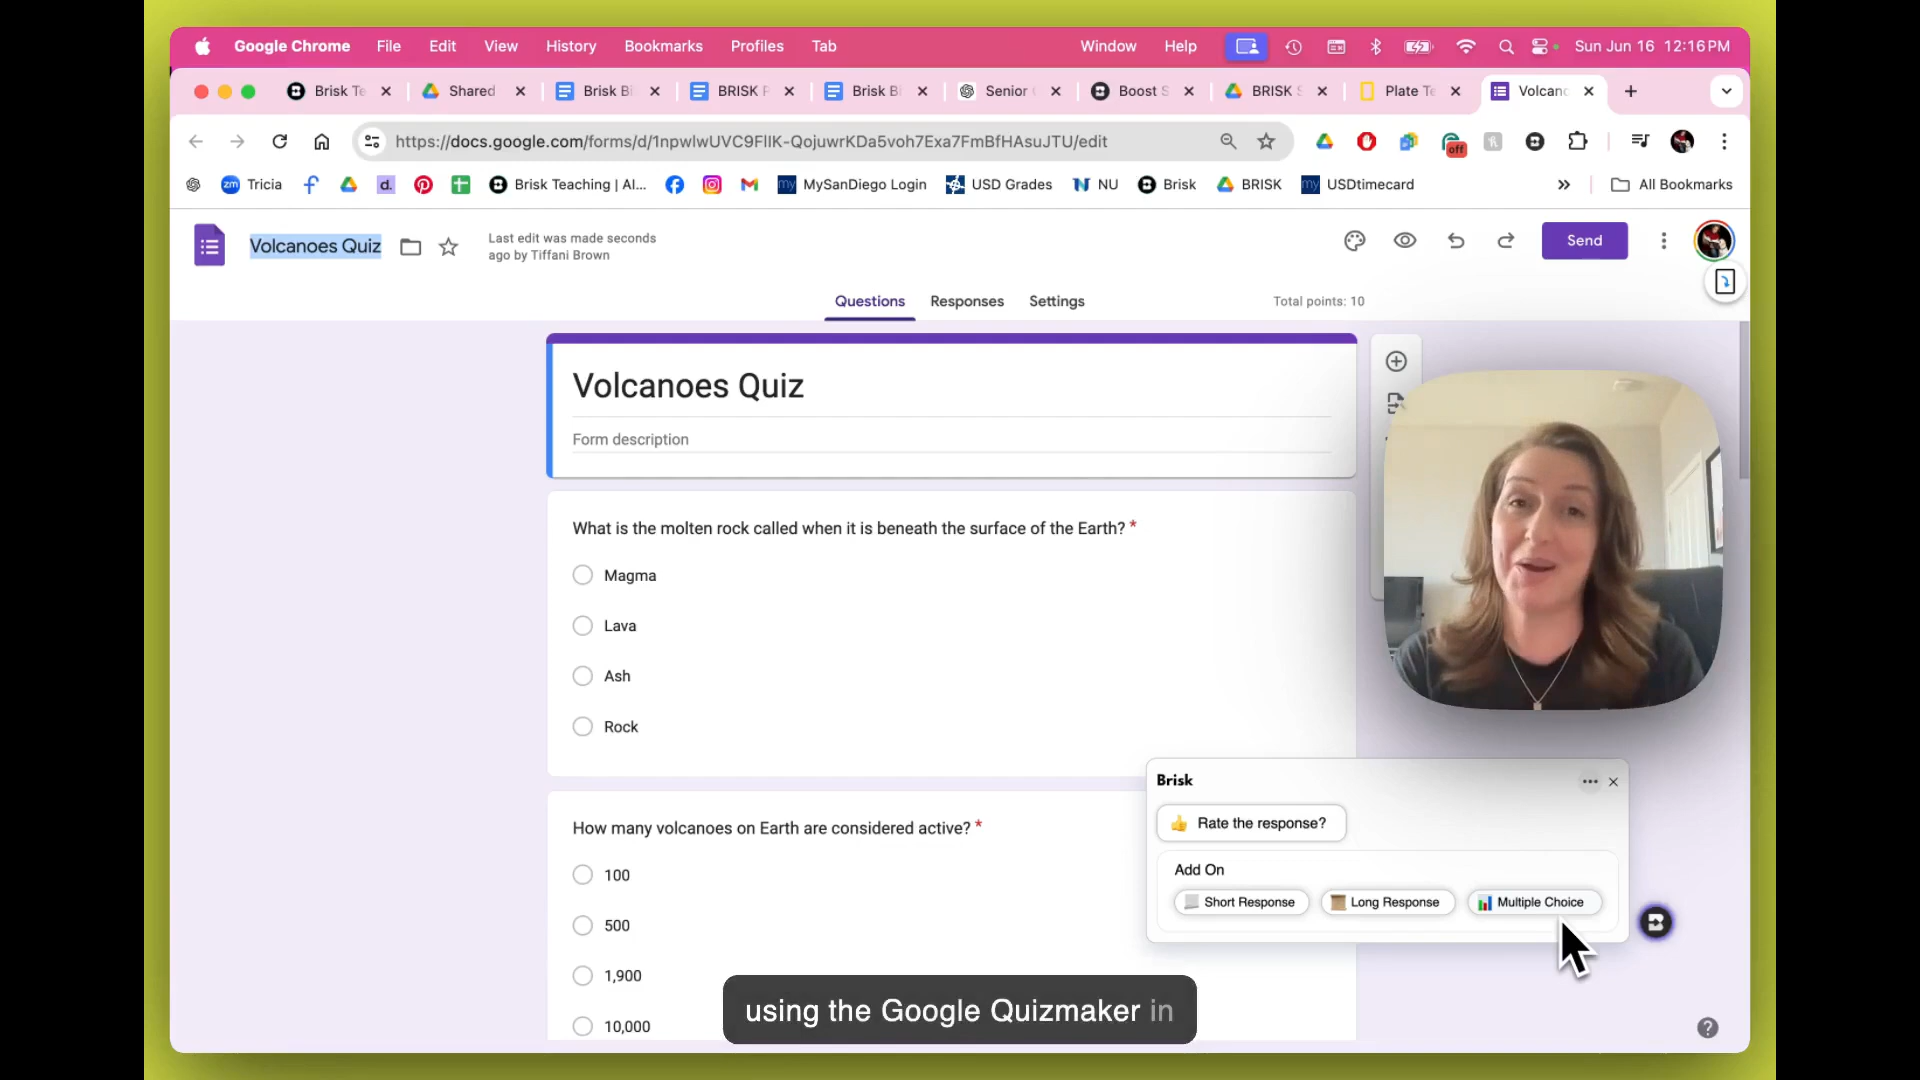 Google Chrome File Edit View History Bookmarks Profiles Tab Window Help Sun Jun 16 12:16 PM
Brisk Te Shared Brisk Bi BRISK F Brisk Bi Senior Boost S BRISK S Plate Te Volcano
https://docs.google.com/forms/d/1npwlwUVC9FlIK-QojuwrKDa5voh7Exa7FmBfHAsuJTU/edit
off
zm Tricia d. Brisk Teaching | AI... my MySanDiego Login USD Grades NU Brisk BRISK my USDtimecard » All Bookmarks
Volcanoes Quiz
Last edit was made seconds
ago by Tiffani Brown
Send
Questions Responses Settings Total points: 10
Volcanoes Quiz
Form description
What is the molten rock called when it is beneath the surface of the Earth? *
Magma
Lava
Ash
Rock
How many volcanoes on Earth are considered active? *
100
500
1,900
10,000
Brisk
Rate the response?
Add On
Short Response Long Response Multiple Choice
using the Google Quizmaker in